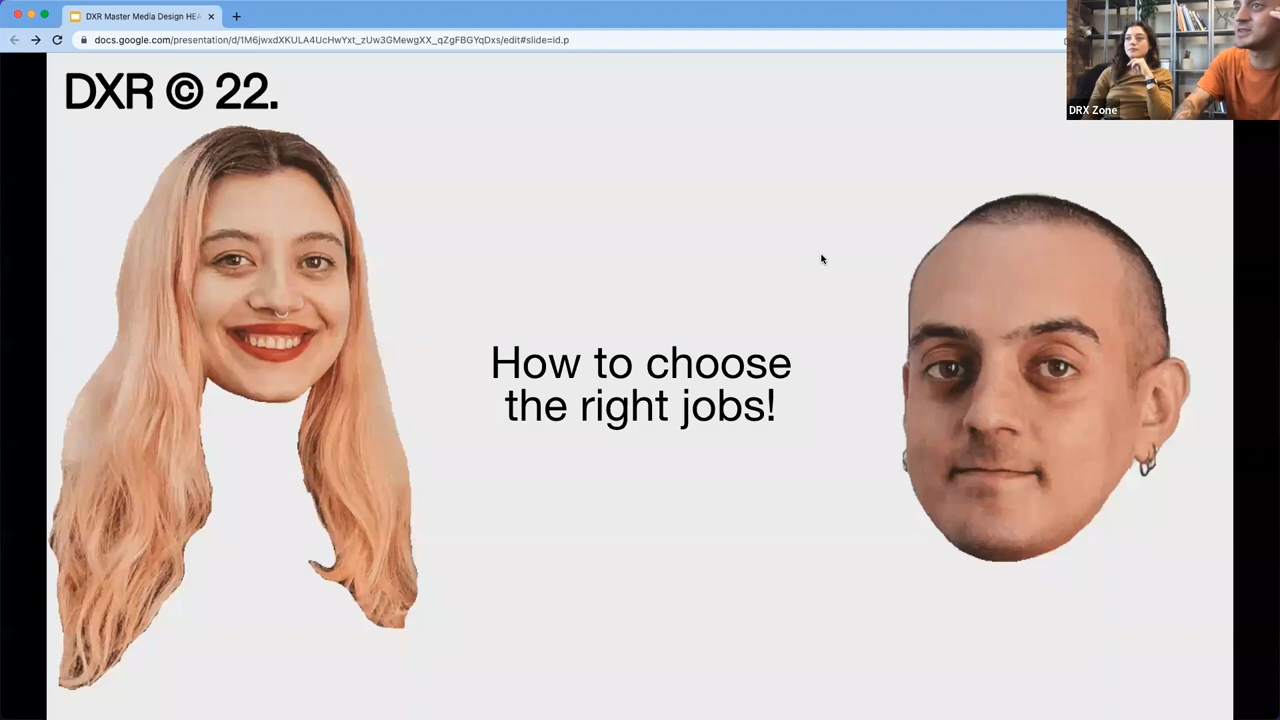 DXR Master Media Design HEA
docs.google.com/presentation/d/1M6jwxdXKULA4UcHwYxt_zUw3GMewgXX_qZgFBGYqDxs/edit#slide=id.p
DRX Zone
DXR © 22.
How to choose
the right jobs!